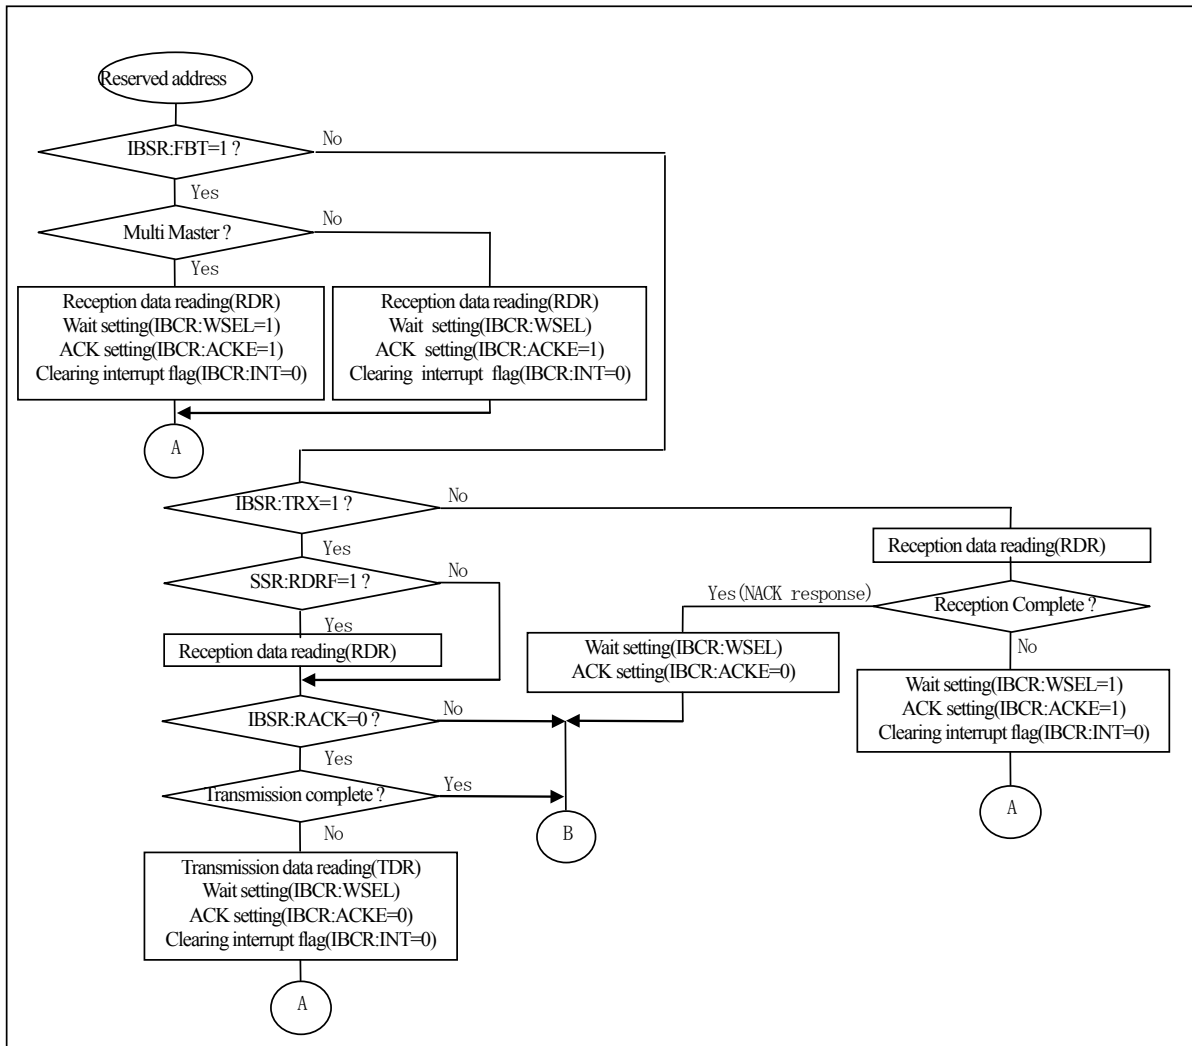 Reserved address
IBSR:FBT=1 ?
No
Yes
Multi Master ?
No
Yes
Reception data reading(RDR)
Wait setting(IBCR:WSEL=1)
ACK setting(IBCR:ACKE=1)
Clearing interrupt flag(IBCR:INT=0)
Reception data reading(RDR)
Wait setting(IBCR:WSEL)
ACK setting(IBCR:ACKE=1)
Clearing interrupt flag(IBCR:INT=0)
A
IBSR:TRX=1 ?
No
Yes
Reception data reading(RDR)
SSR:RDRF=1 ?
No
Yes
Reception data reading(RDR)
Reception Complete ?
Yes(NACK response)
No
Wait setting(IBCR:WSEL)
ACK setting(IBCR:ACKE=0)
Wait setting(IBCR:WSEL=1)
ACK setting(IBCR:ACKE=1)
Clearing interrupt flag(IBCR:INT=0)
A
IBSR:RACK=0 ?
No
Yes
Transmission complete ?
Yes
No
B
Transmission data reading(TDR)
Wait setting(IBCR:WSEL)
ACK setting(IBCR:ACKE=0)
Clearing interrupt flag(IBCR:INT=0)
A